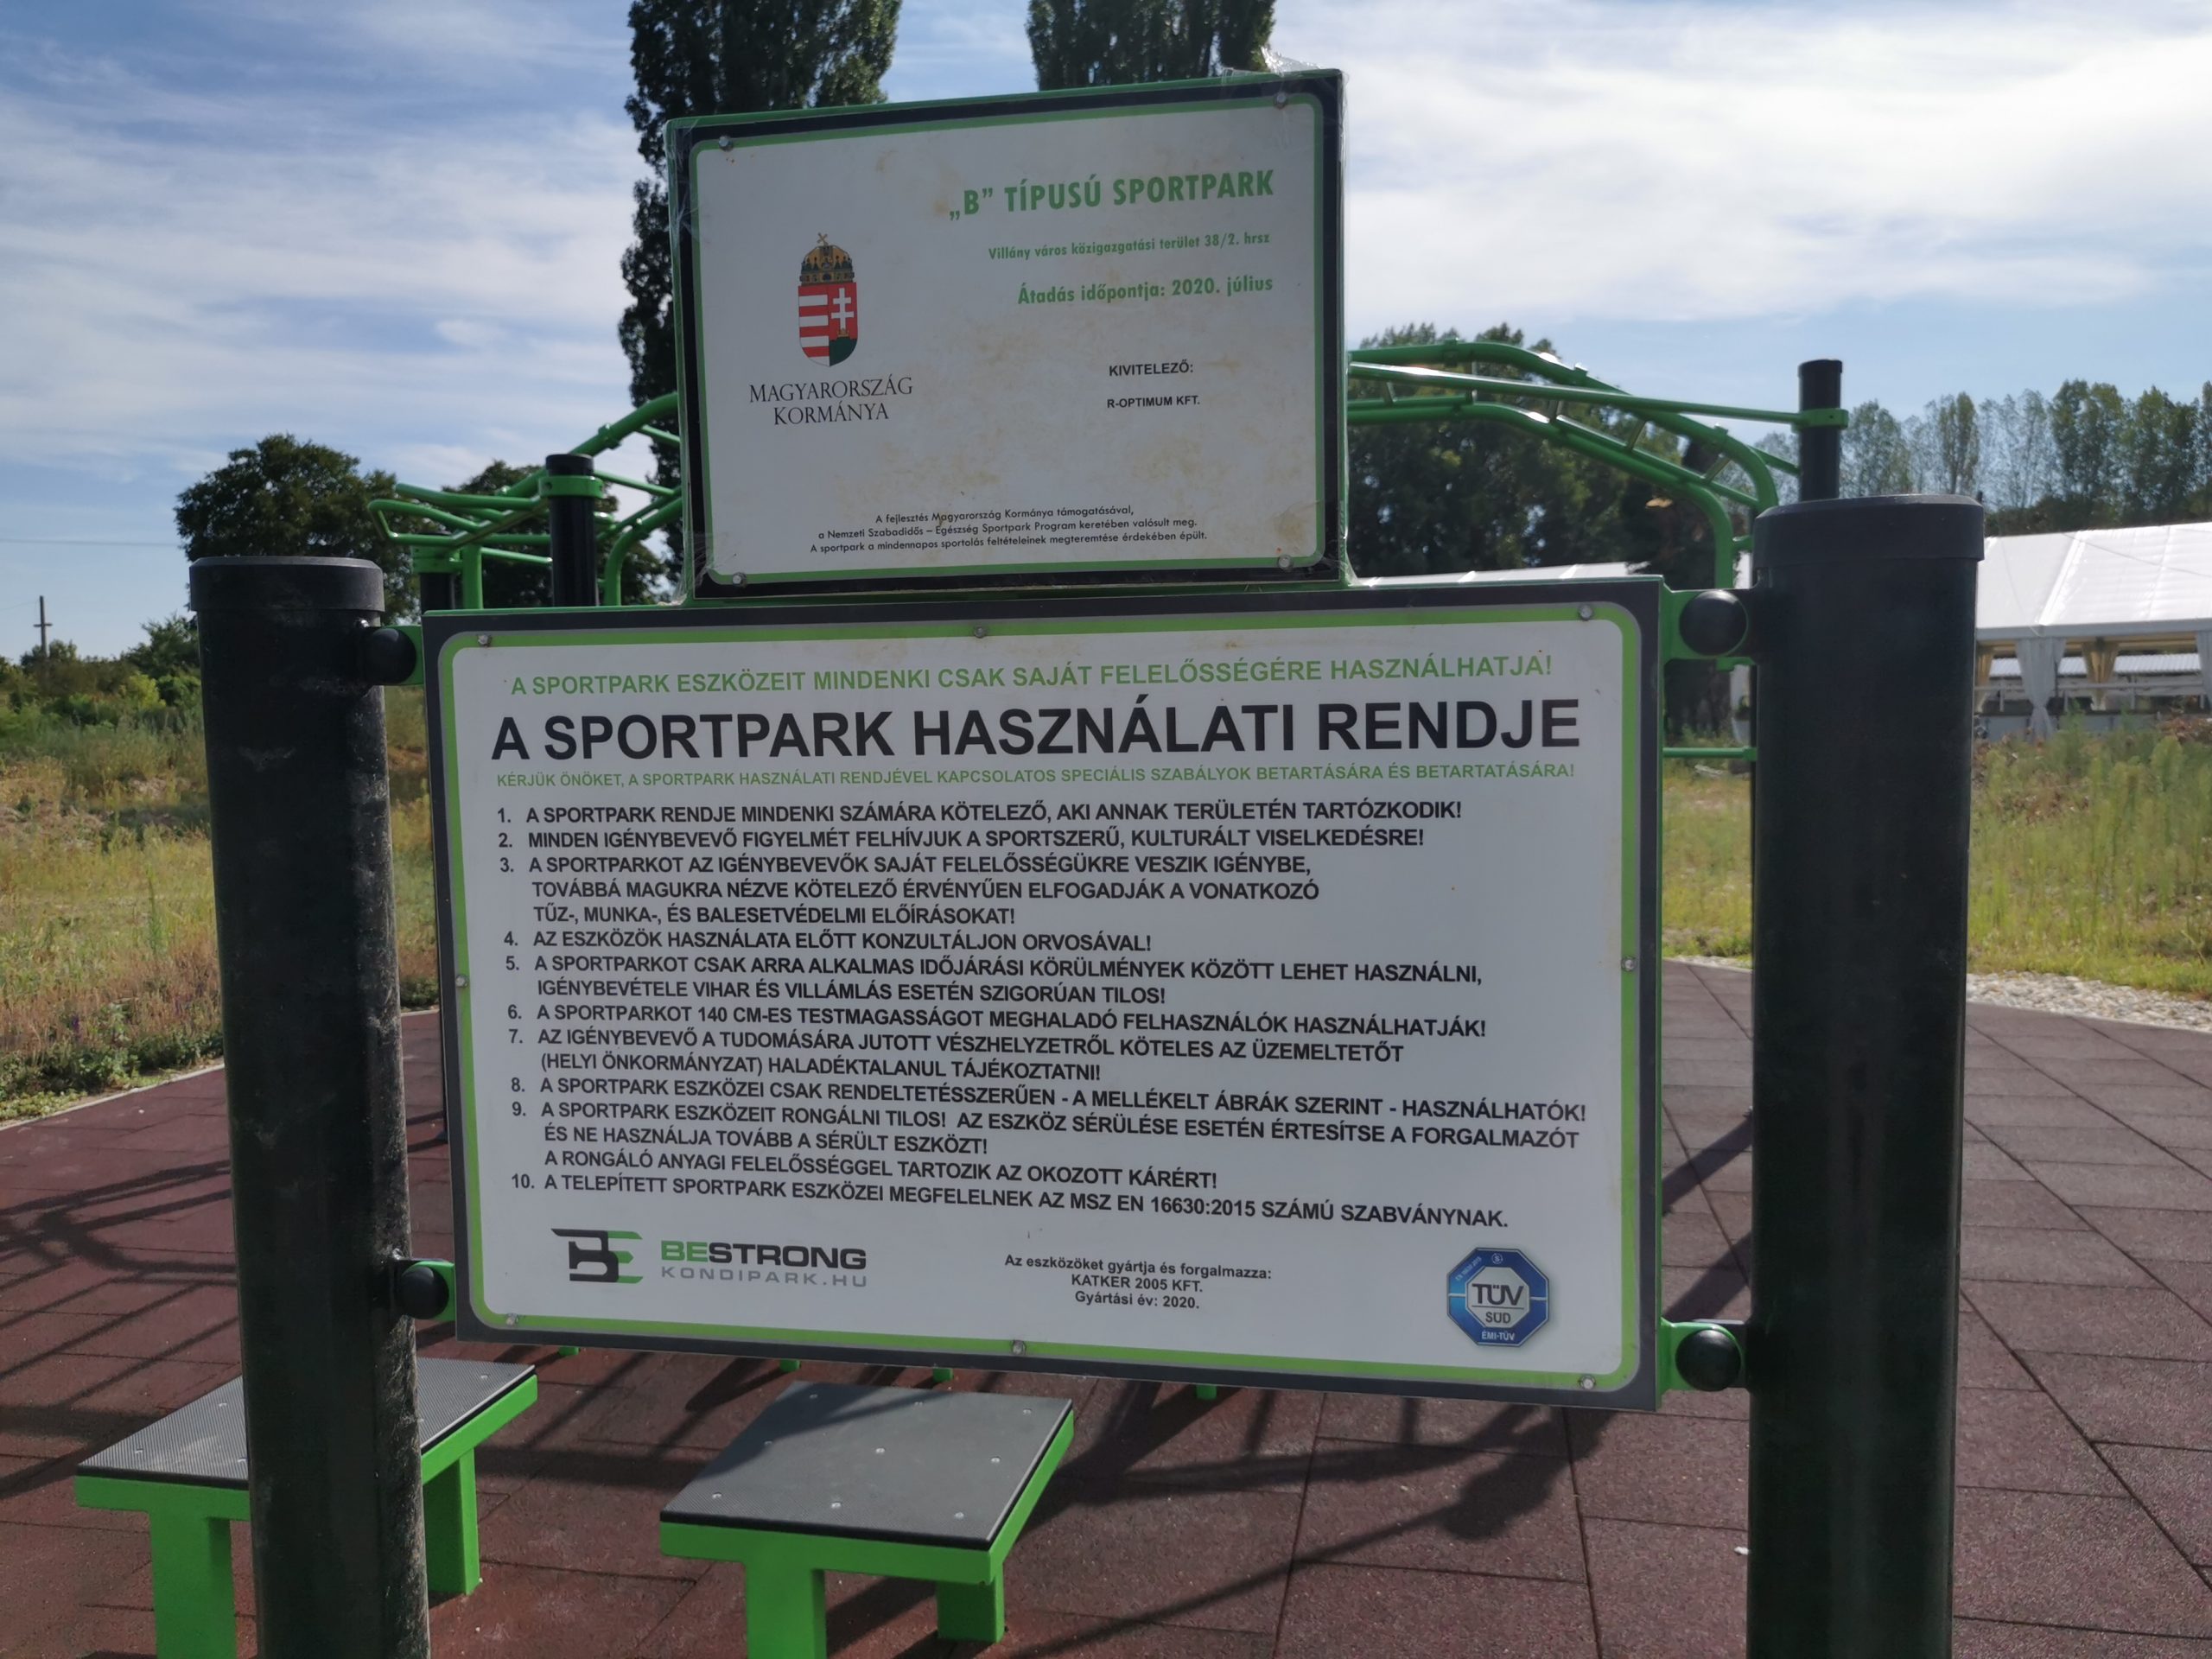 „B” TÍPUSÚ SPORTPARK
Villány város közigazgatási terület 38/2. hrsz
Átadás időpontja: 2020. július
MAGYARORSZÁG
KORMÁNYA
KIVITELEZŐ:
R-OPTIMUM KFT.
A fejlesztés Magyarország Kormánya támogatásával,
a Nemzeti Szabadidős – Egészség Sportpark Program keretében valósult meg.
A sportpark a mindennapos sportolás feltételeinek megteremtése érdekében épült.
A SPORTPARK ESZKÖZEIT MINDENKI CSAK SAJÁT FELELŐSSÉGÉRE HASZNÁLHATJA!
A SPORTPARK HASZNÁLATI RENDJE
KÉRJÜK ÖNÖKET, A SPORTPARK HASZNÁLATI RENDJÉVEL KAPCSOLATOS SPECIÁLIS SZABÁLYOK BETARTÁSÁRA ÉS BETARTATÁSÁRA!
1. A SPORTPARK RENDJE MINDENKI SZÁMÁRA KÖTELEZŐ, AKI ANNAK TERÜLETÉN TARTÓZKODIK!
2. MINDEN IGÉNYBEVEVŐ FIGYELMÉT FELHÍVJUK A SPORTSZERŰ, KULTURÁLT VISELKEDÉSRE!
3. A SPORTPARKOT AZ IGÉNYBEVEVŐK SAJÁT FELELŐSSÉGÜKRE VESZIK IGÉNYBE,
TOVÁBBÁ MAGUKRA NÉZVE KÖTELEZŐ ÉRVÉNYŰEN ELFOGADJÁK A VONATKOZÓ
TŰZ-, MUNKA-, ÉS BALESETVÉDELMI ELŐÍRÁSOKAT!
4. AZ ESZKÖZÖK HASZNÁLATA ELŐTT KONZULTÁLJON ORVOSÁVAL!
5. A SPORTPARKOT CSAK ARRA ALKALMAS IDŐJÁRÁSI KÖRÜLMÉNYEK KÖZÖTT LEHET HASZNÁLNI,
IGÉNYBEVÉTELE VIHAR ÉS VILLÁMLÁS ESETÉN SZIGORÚAN TILOS!
6. A SPORTPARKOT 140 CM-ES TESTMAGASSÁGOT MEGHALADÓ FELHASZNÁLÓK HASZNÁLHATJÁK!
7. AZ IGÉNYBEVEVŐ A TUDOMÁSÁRA JUTOTT VÉSZHELYZETRŐL KÖTELES AZ ÜZEMELTETŐT
(HELYI ÖNKORMÁNYZAT) HALADÉKTALANUL TÁJÉKOZTATNI!
8. A SPORTPARK ESZKÖZEI CSAK RENDELTETÉSSZERŰEN - A MELLÉKELT ÁBRÁK SZERINT - HASZNÁLHATÓK!
9. A SPORTPARK ESZKÖZEIT RONGÁLNI TILOS! AZ ESZKÖZ SÉRÜLÉSE ESETÉN ÉRTESÍTSE A FORGALMAZÓT
ÉS NE HASZNÁLJA TOVÁBB A SÉRÜLT ESZKÖZT!
A RONGÁLÓ ANYAGI FELELŐSSÉGGEL TARTOZIK AZ OKOZOTT KÁRÉRT!
10. A TELEPÍTETT SPORTPARK ESZKÖZEI MEGFELELNEK AZ MSZ EN 16630:2015 SZÁMÚ SZABVÁNYNAK.
BE BESTRONG
KONDIPARK.HU
Az eszközöket gyártja és forgalmazza:
KATKER 2005 KFT.
Gyártási év: 2020.
TÜV
SÜD
ÉMI-TÜV